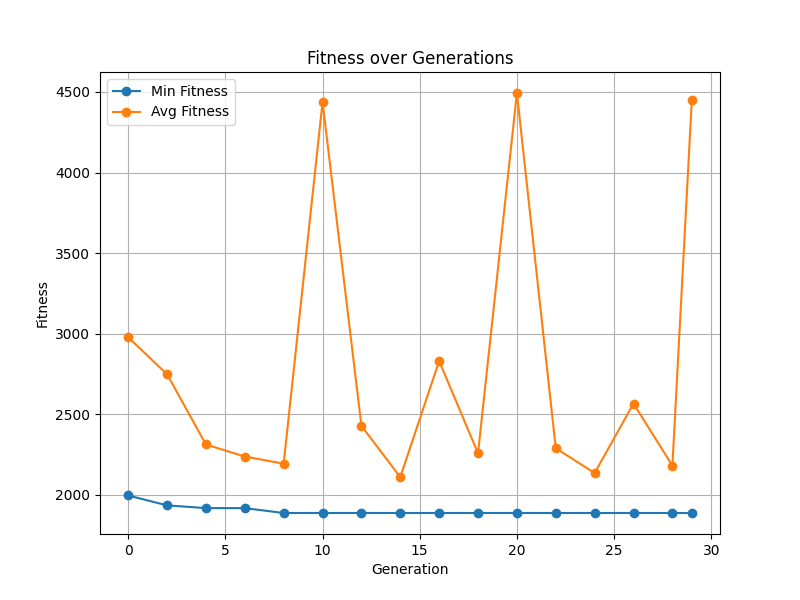 Fitness over Generations
Min Fitness
Avg Fitness
4500
4000
3500
3000
2500
2000
Fitness
0 5 10 15 20 25 30
Generation